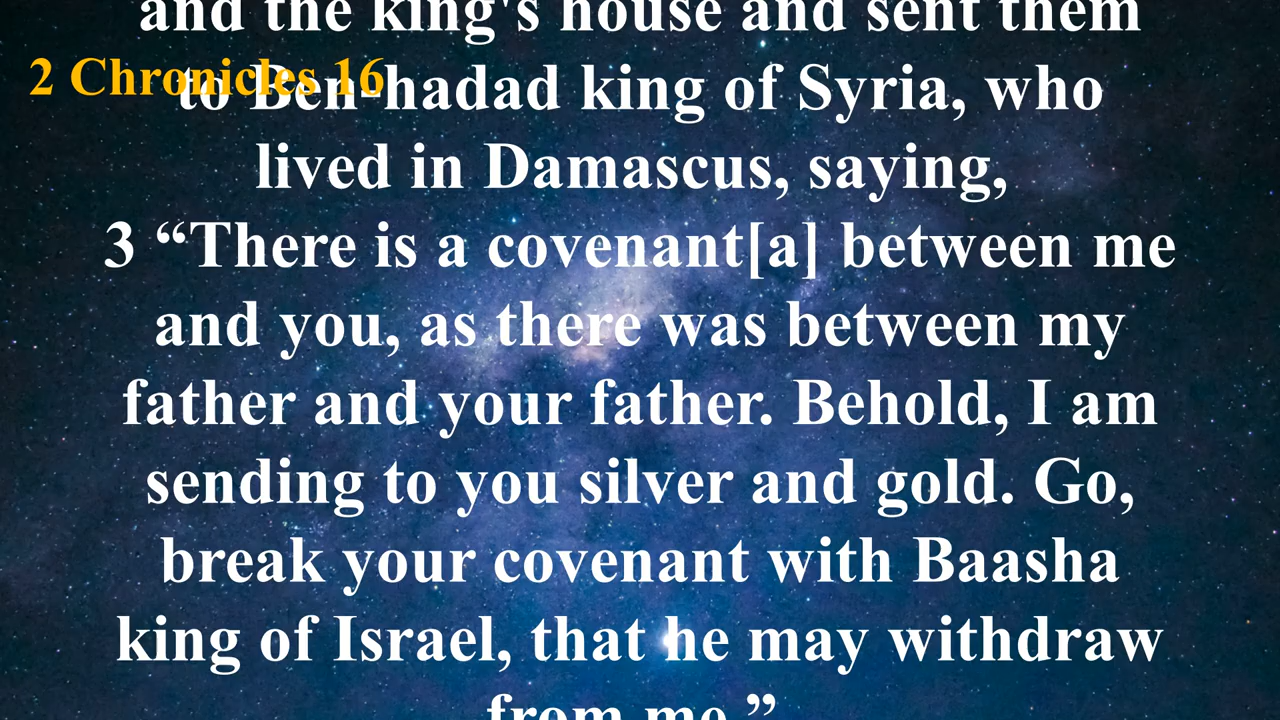 and the king's house and sent them
2 Chronicles 16
to Ben-hadad king of Syria, who
lived in Damascus, saying,
3 “There is a covenant[a] between me
and you, as there was between my
father and your father. Behold, I am
sending to you silver and gold. Go,
break your covenant with Baasha
king of Israel, that he may withdraw
from me.”